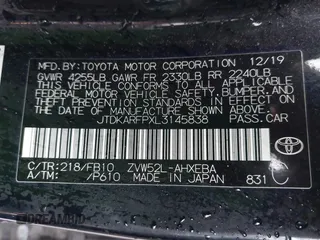 MFD. BY: TOYOTA MOTOR CORPORATION 12/19
GVWR 4255LB GAWR FR 2330LB RR 2240LB
THIS VEHICLE CONFORMS TO ALL APPLICABLE
FEDERAL MOTOR VEHICLE SAFETY, BUMPER, AND
THEFT PREVENTION STANDARDS IN EFFECT ON
THE DATE OF MANUFACTURE SHOWN ABOVE.
JTDKARFPXL3145838 PASS.CAR
C/TR: 218/FB10 ZVW52L-AHXEBA
A/TM: /P610 MADE IN JAPAN 831
C
TOYOTA